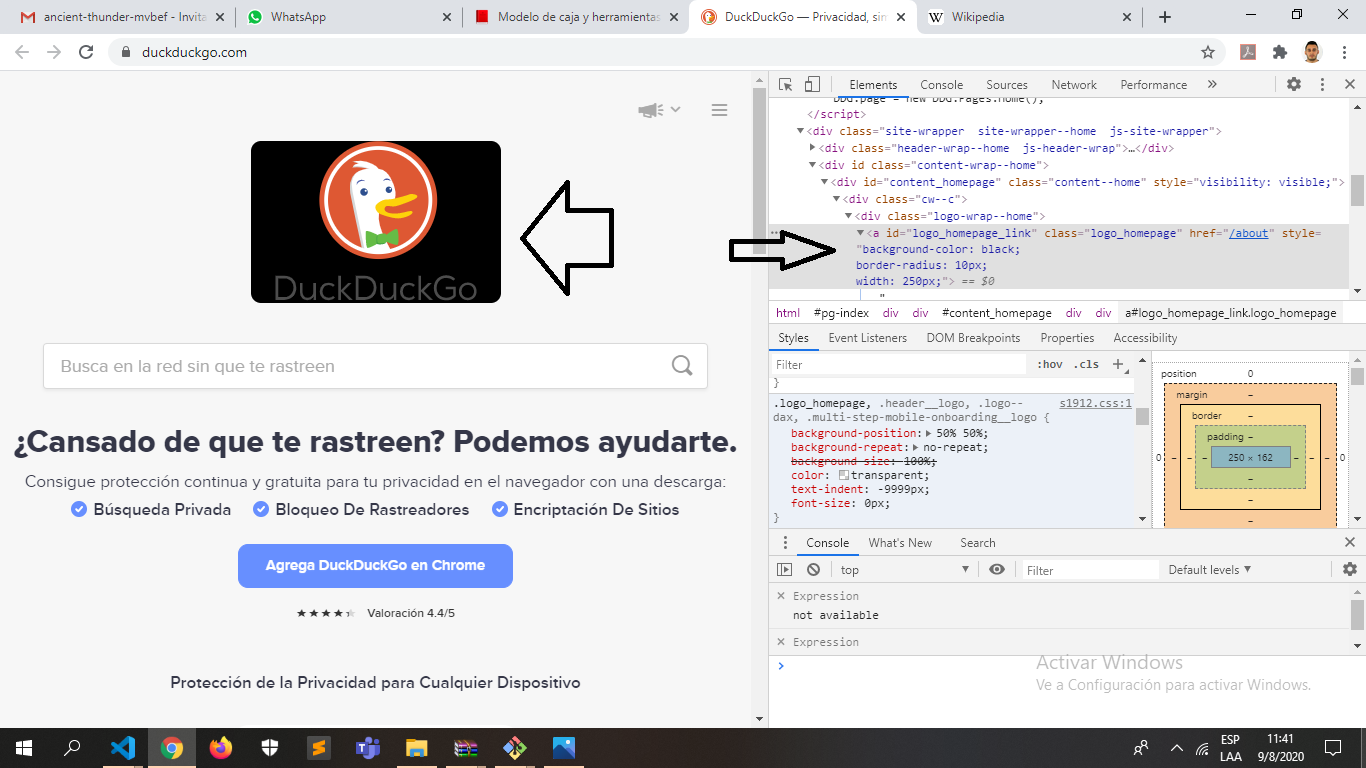 ancient-thunder-mvbef - Invita
WhatsApp
Modelo de caja y herramientas
DuckDuckGo — Privacidad, sim
Wikipedia
duckduckgo.com
DuckDuckGo
Busca en la red sin que te rastreen
¿Cansado de que te rastreen? Podemos ayudarte.
Consigue protección continua y gratuita para tu privacidad en el navegador con una descarga:
Búsqueda Privada
Bloqueo De Rastreadores
Encriptación De Sitios
Agrega DuckDuckGo en Chrome
Valoración 4.4/5
Protección de la Privacidad para Cualquier Dispositivo
Elements
Console
Sources
Network
Performance
»
DDG.page = new DDG.Pages.Home();
</script>
<div class="site-wrapper  site-wrapper--home  js-site-wrapper">
<div class="header-wrap--home  js-header-wrap">…</div>
<div id class="content-wrap--home">
<div id="content_homepage" class="content--home" style="visibility: visible;">
<div class="cw--c">
<div class="logo-wrap--home">
<a id="logo_homepage_link" class="logo_homepage" href="/about" style=
"background-color: black;
border-radius: 10px;
width: 250px;"> == $0
"
html
#pg-index
div
div
#content_homepage
div
div
a#logo_homepage_link.logo_homepage
Styles
Event Listeners
DOM Breakpoints
Properties
Accessibility
Filter
:hov
.cls
+
}
.logo_homepage, .header__logo, .logo--
s1912.css:1
dax, .multi-step-mobile-onboarding__logo {
background-position: 50% 50%;
background-repeat: no-repeat;
background-size: 100%;
color: transparent;
text-indent: -9999px;
font-size: 0px;
}
position
0
margin
–
border
–
padding
–
0
–
–
–
250 × 162
–
–
–
0
–
–
–
Console
What's New
Search
top
Filter
Default levels
Expression
not available
Expression
Activar Windows
Ve a Configuración para activar Windows.
ESP
LAA
11:41
9/8/2020